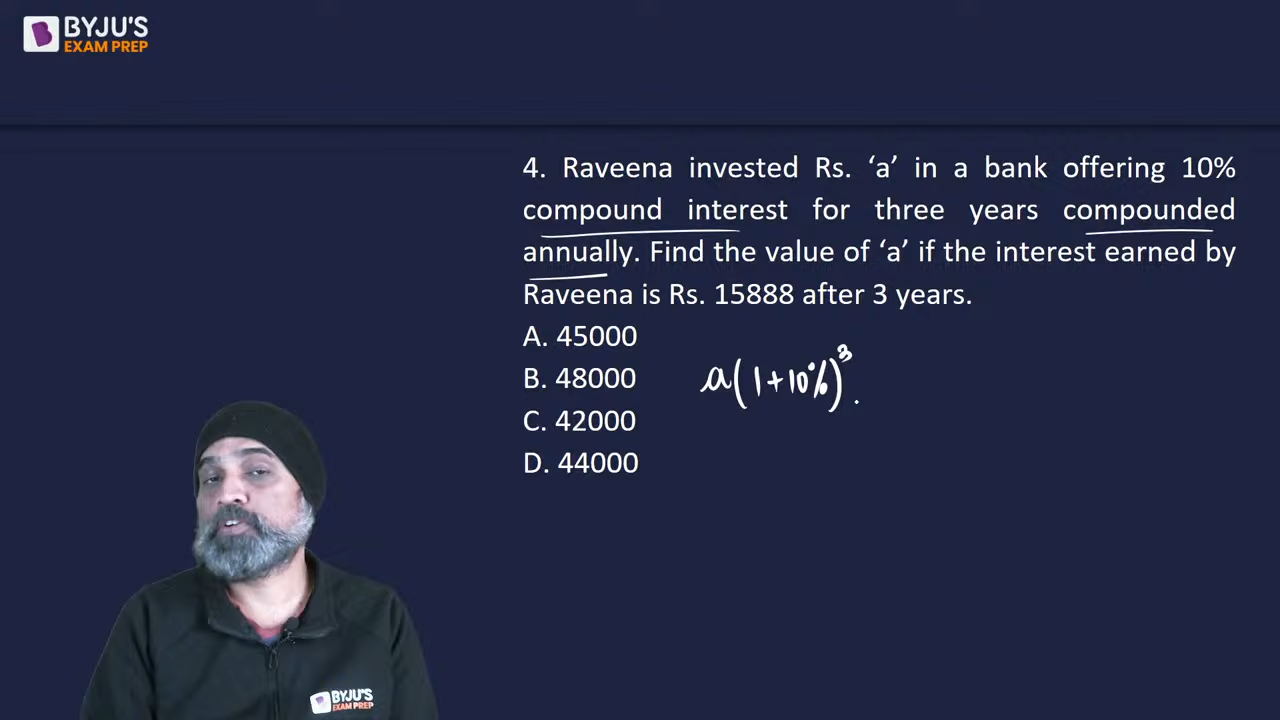 BYJU'S
EXAM PREP
4. Raveena invested Rs. ‘a’ in a bank offering 10%
compound interest for three years compounded
annually. Find the value of ‘a’ if the interest earned by
Raveena is Rs. 15888 after 3 years.
A. 45000
B. 48000
C. 42000
D. 44000
a(1+10%)³
BYJU'S
EXAM PREP